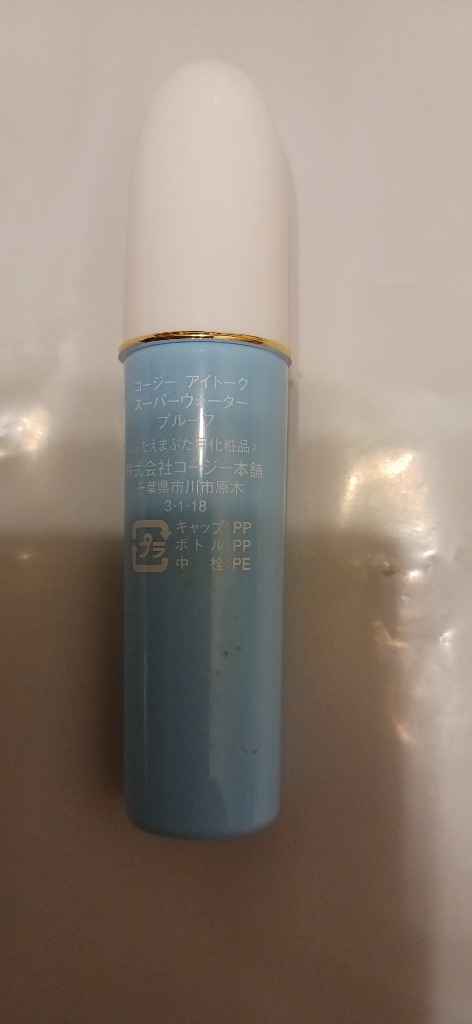 コージー アイトーク
スーパーウォーター
プルーフ
ふたえまぶた用化粧品〉
株式会社コージー本舗
千葉県市川市原木
3-1-18
プラ
キャップ:PP
ボトル:PP
中 栓:PE